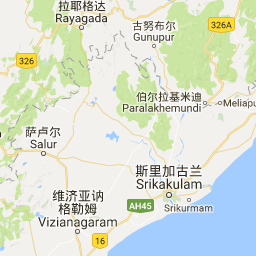 拉耶格达
Rayagada
326A
古努布尔
Gunupur
326
伯尔拉基米迪
Paralakhemundi
Meliapu
萨卢尔
Salur
斯里加古兰
Srikakulam
维济亚讷
格勒姆
Vizianagaram
AH45
Srikurmam
16